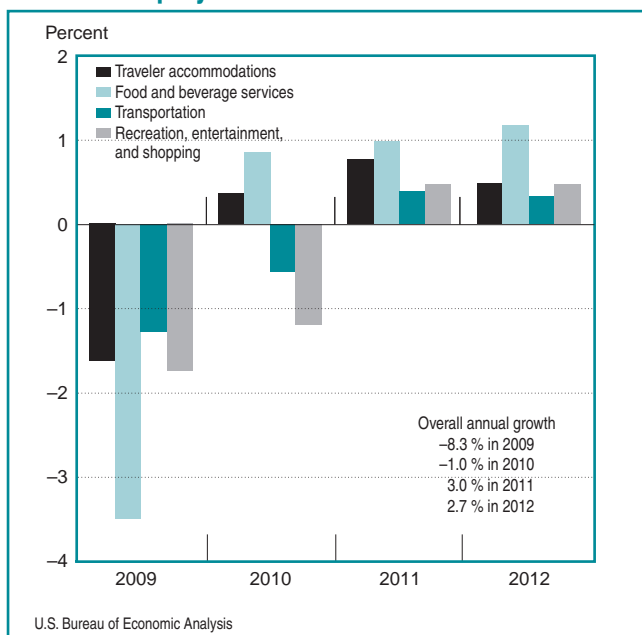 Percent
2
1
0
–1
–2
–3
–4
Traveler accommodations
Food and beverage services
Transportation
Recreation, entertainment,
and shopping
Overall annual growth
–8.3 % in 2009
–1.0 % in 2010
3.0 % in 2011
2.7 % in 2012
2009 2010 2011 2012
U.S. Bureau of Economic Analysis